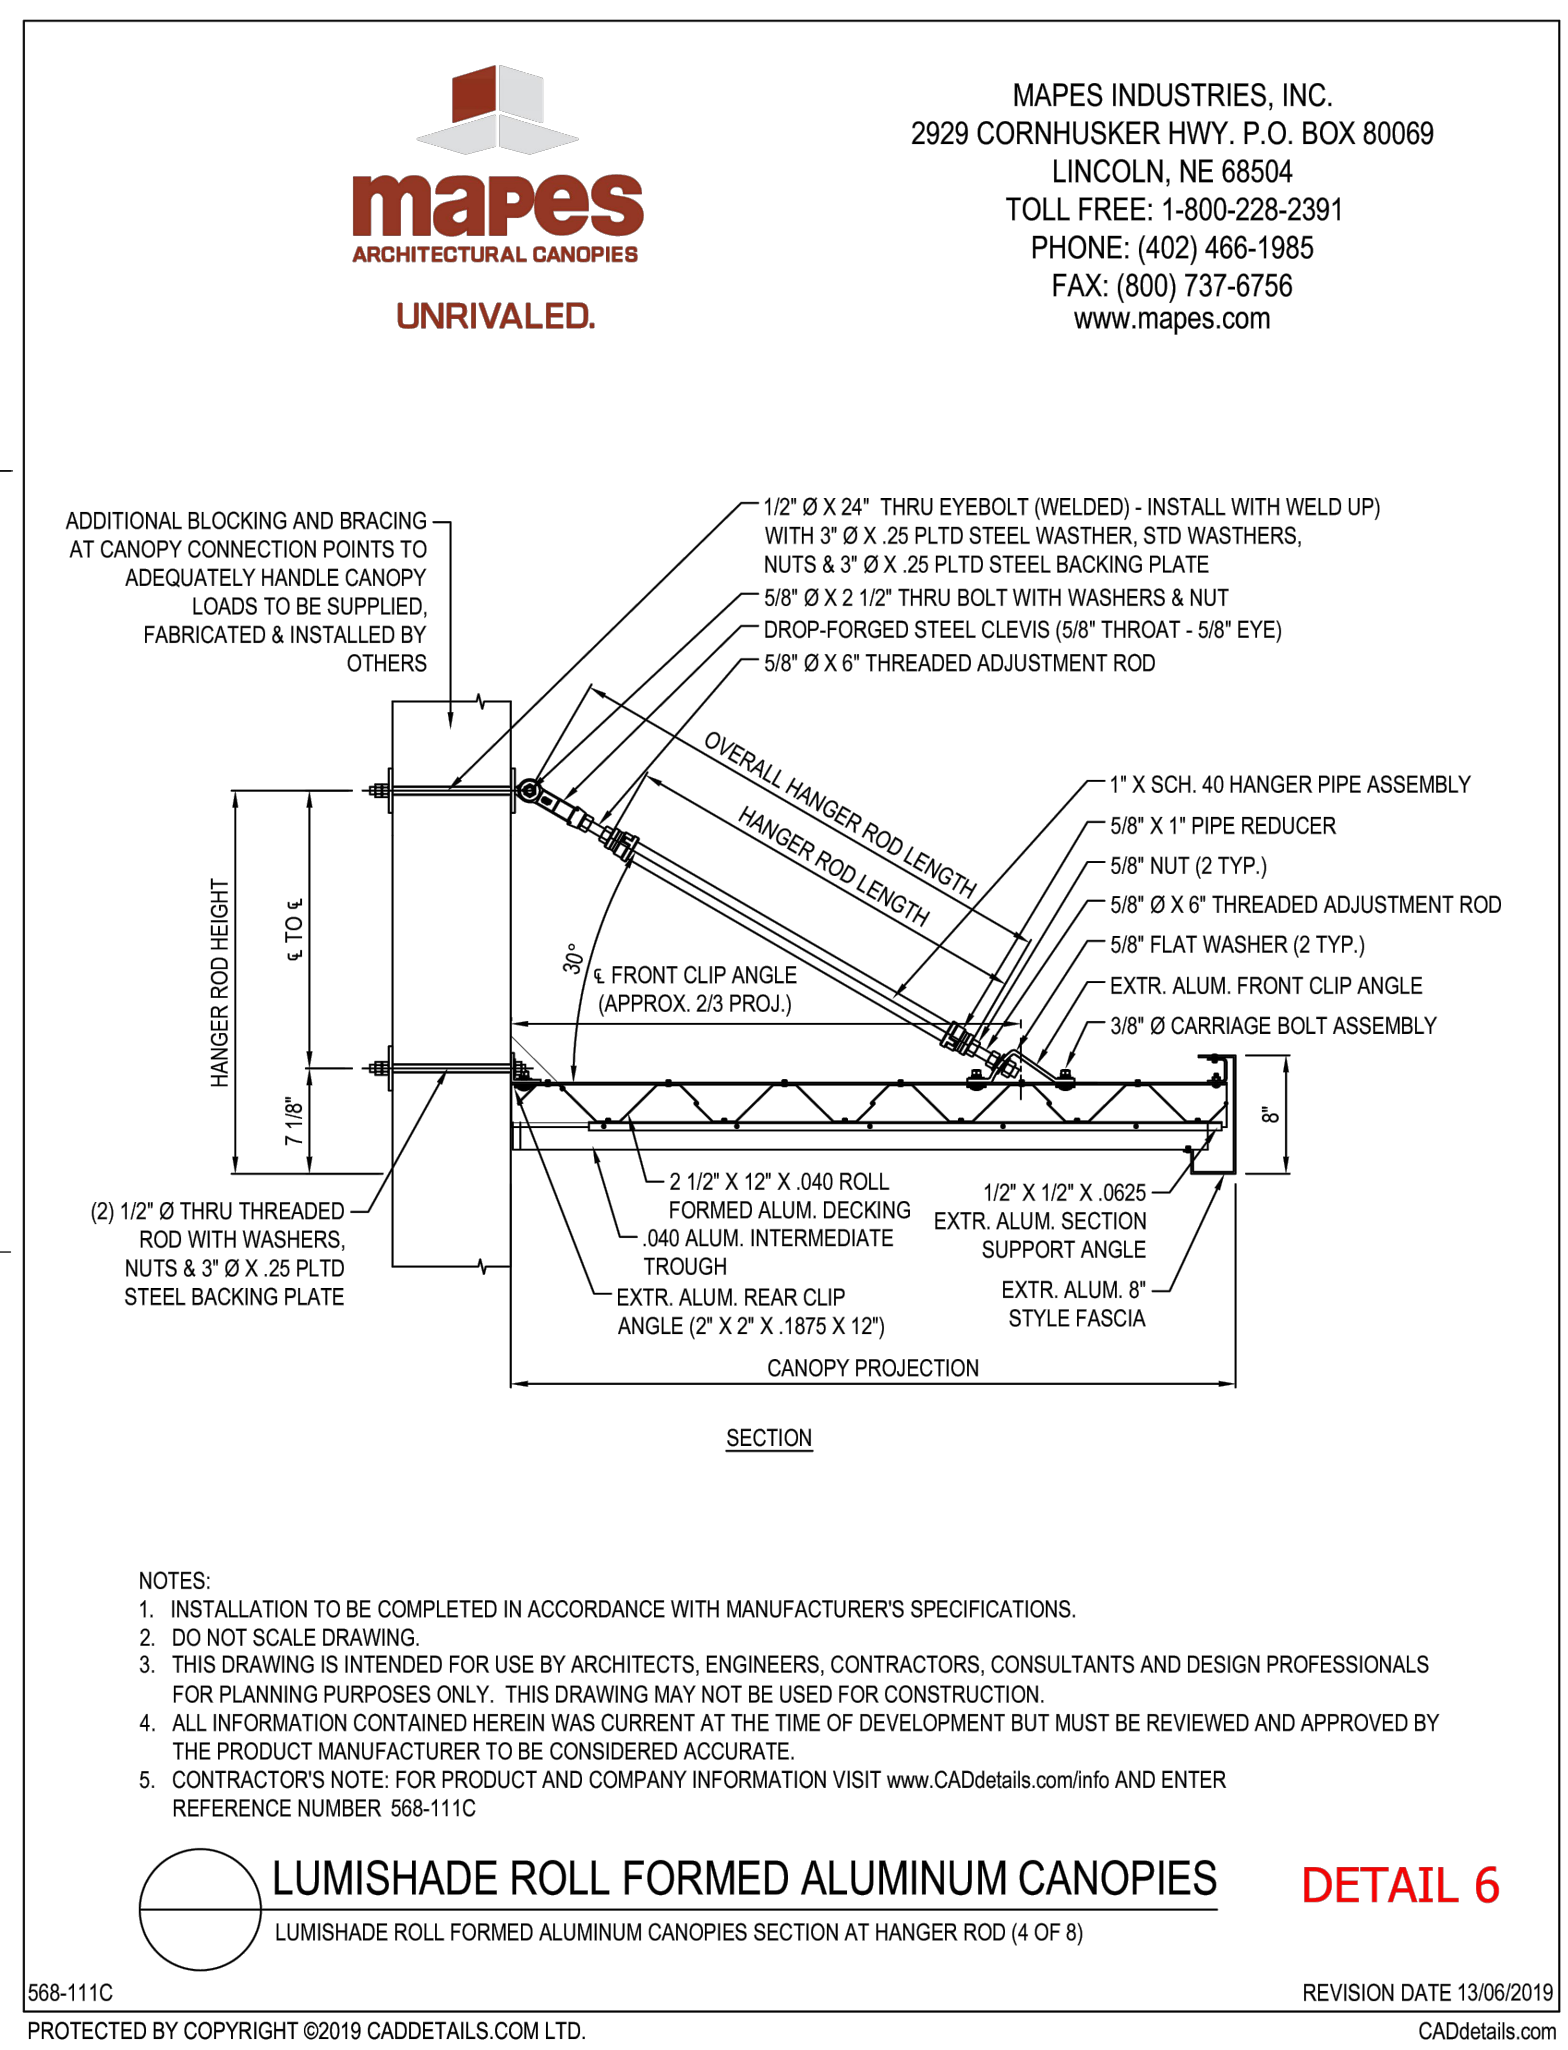 mapes
ARCHITECTURAL CANOPIES
UNRIVALED.
MAPES INDUSTRIES, INC.
2929 CORNHUSKER HWY. P.O. BOX 80069
LINCOLN, NE 68504
TOLL FREE: 1-800-228-2391
PHONE: (402) 466-1985
FAX: (800) 737-6756
www.mapes.com
ADDITIONAL BLOCKING AND BRACING
AT CANOPY CONNECTION POINTS TO
ADEQUATELY HANDLE CANOPY
LOADS TO BE SUPPLIED,
FABRICATED & INSTALLED BY
OTHERS
1/2" Ø X 24" THRU EYEBOLT (WELDED) - INSTALL WITH WELD UP)
WITH 3" Ø X .25 PLTD STEEL WASTHER, STD WASTHERS,
NUTS & 3" Ø X .25 PLTD STEEL BACKING PLATE
5/8" Ø X 2 1/2" THRU BOLT WITH WASHERS & NUT
DROP-FORGED STEEL CLEVIS (5/8" THROAT - 5/8" EYE)
5/8" Ø X 6" THREADED ADJUSTMENT ROD
OVERALL HANGER ROD LENGTH
HANGER ROD LENGTH
1" X SCH. 40 HANGER PIPE ASSEMBLY
5/8" X 1" PIPE REDUCER
5/8" NUT (2 TYP.)
5/8" Ø X 6" THREADED ADJUSTMENT ROD
5/8" FLAT WASHER (2 TYP.)
EXTR. ALUM. FRONT CLIP ANGLE
3/8" Ø CARRIAGE BOLT ASSEMBLY
HANGER ROD HEIGHT
℄ TO ℄
7 1/8"
30°
℄ FRONT CLIP ANGLE
(APPROX. 2/3 PROJ.)
8"
(2) 1/2" Ø THRU THREADED
ROD WITH WASHERS,
NUTS & 3" Ø X .25 PLTD
STEEL BACKING PLATE
2 1/2" X 12" X .040 ROLL
FORMED ALUM. DECKING
.040 ALUM. INTERMEDIATE
TROUGH
EXTR. ALUM. REAR CLIP
ANGLE (2" X 2" X .1875 X 12")
1/2" X 1/2" X .0625
EXTR. ALUM. SECTION
SUPPORT ANGLE
EXTR. ALUM. 8"
STYLE FASCIA
CANOPY PROJECTION
SECTION
NOTES:
1. INSTALLATION TO BE COMPLETED IN ACCORDANCE WITH MANUFACTURER'S SPECIFICATIONS.
2. DO NOT SCALE DRAWING.
3. THIS DRAWING IS INTENDED FOR USE BY ARCHITECTS, ENGINEERS, CONTRACTORS, CONSULTANTS AND DESIGN PROFESSIONALS
FOR PLANNING PURPOSES ONLY. THIS DRAWING MAY NOT BE USED FOR CONSTRUCTION.
4. ALL INFORMATION CONTAINED HEREIN WAS CURRENT AT THE TIME OF DEVELOPMENT BUT MUST BE REVIEWED AND APPROVED BY
THE PRODUCT MANUFACTURER TO BE CONSIDERED ACCURATE.
5. CONTRACTOR'S NOTE: FOR PRODUCT AND COMPANY INFORMATION VISIT www.CADdetails.com/info AND ENTER
REFERENCE NUMBER 568-111C
LUMISHADE ROLL FORMED ALUMINUM CANOPIES
DETAIL 6
LUMISHADE ROLL FORMED ALUMINUM CANOPIES SECTION AT HANGER ROD (4 OF 8)
568-111C
REVISION DATE 13/06/2019
PROTECTED BY COPYRIGHT ©2019 CADDETAILS.COM LTD.
CADdetails.com